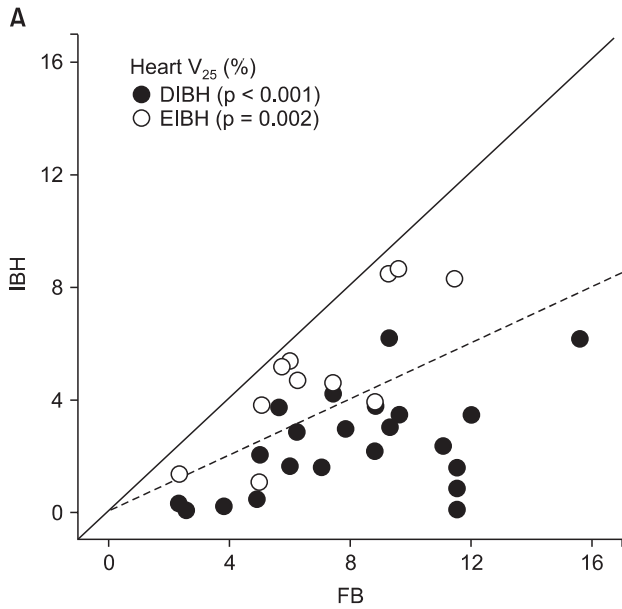 A
Heart V₂₅ (%)
DIBH (p < 0.001)
EIBH (p = 0.002)
16
12
8
4
0
IBH
0 4 8 12 16
FB